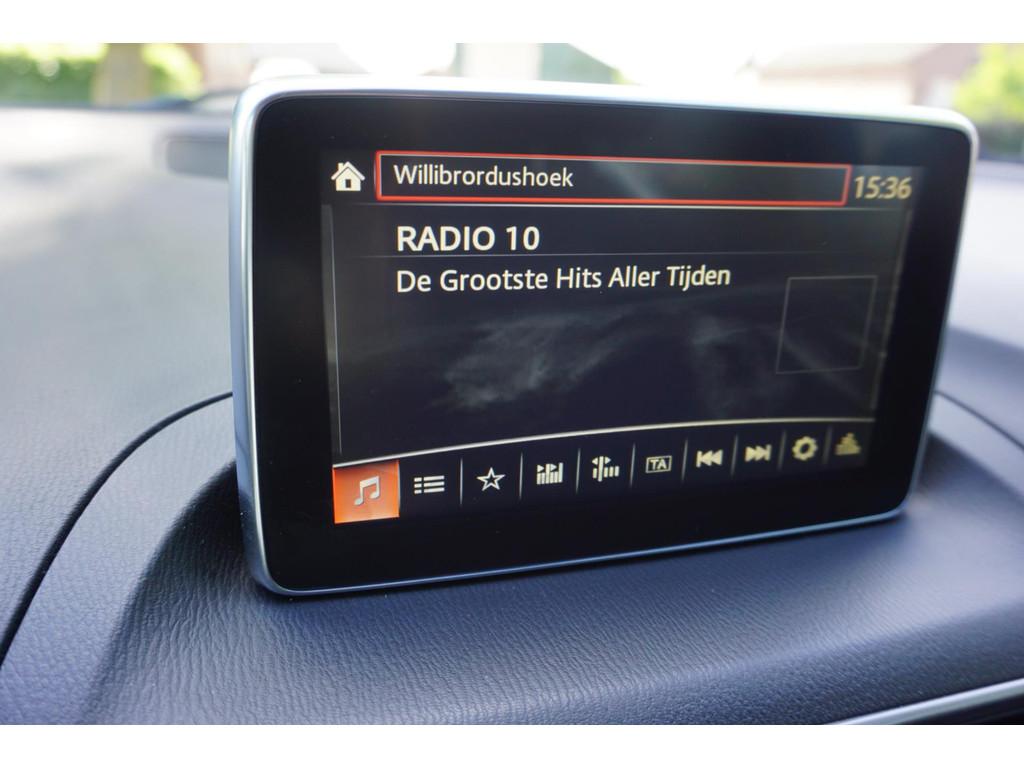 Willibrordushoek
15:36
RADIO 10
De Grootste Hits Aller Tijden
TA